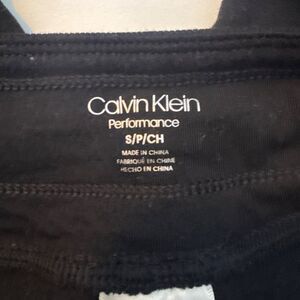 Calvin Klein
Performance
S/P/CH
MADE IN CHINA
FABRIQUÉ EN CHINE
HECHO EN CHINA